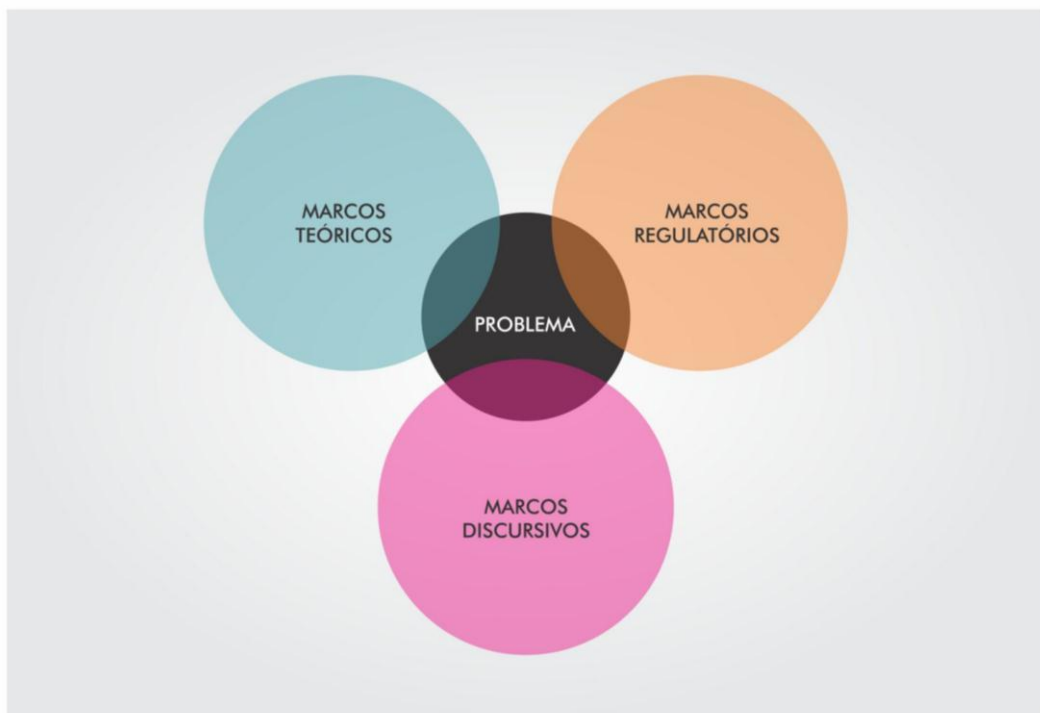 MARCOS
TEÓRICOS
MARCOS
REGULATÓRIOS
PROBLEMA
MARCOS
DISCURSIVOS